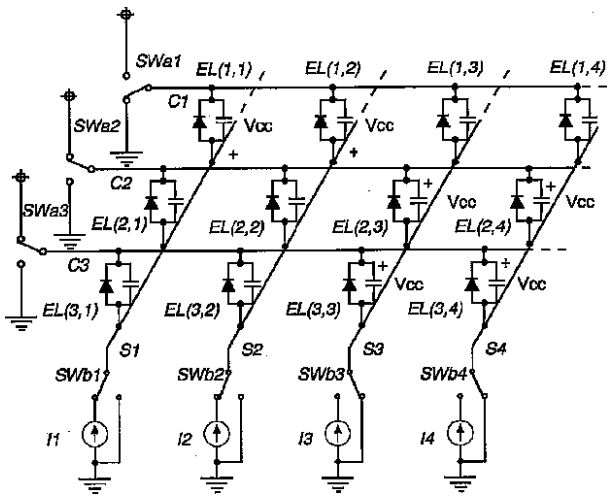 SWa1
EL(1,1)
EL(1,2)
EL(1,3)
EL(1,4)
C1
Vcc
Vcc
Vcc
Vcc
SWa2
+
+
C2
SWa3
EL(2,1)
EL(2,2)
EL(2,3)
+
Vcc
EL(2,4)
+
Vcc
C3
EL(3,1)
EL(3,2)
EL(3,3)
+
Vcc
EL(3,4)
+
Vcc
S1
S2
S3
S4
SWb1
SWb2
SWb3
SWb4
I1
I2
I3
I4